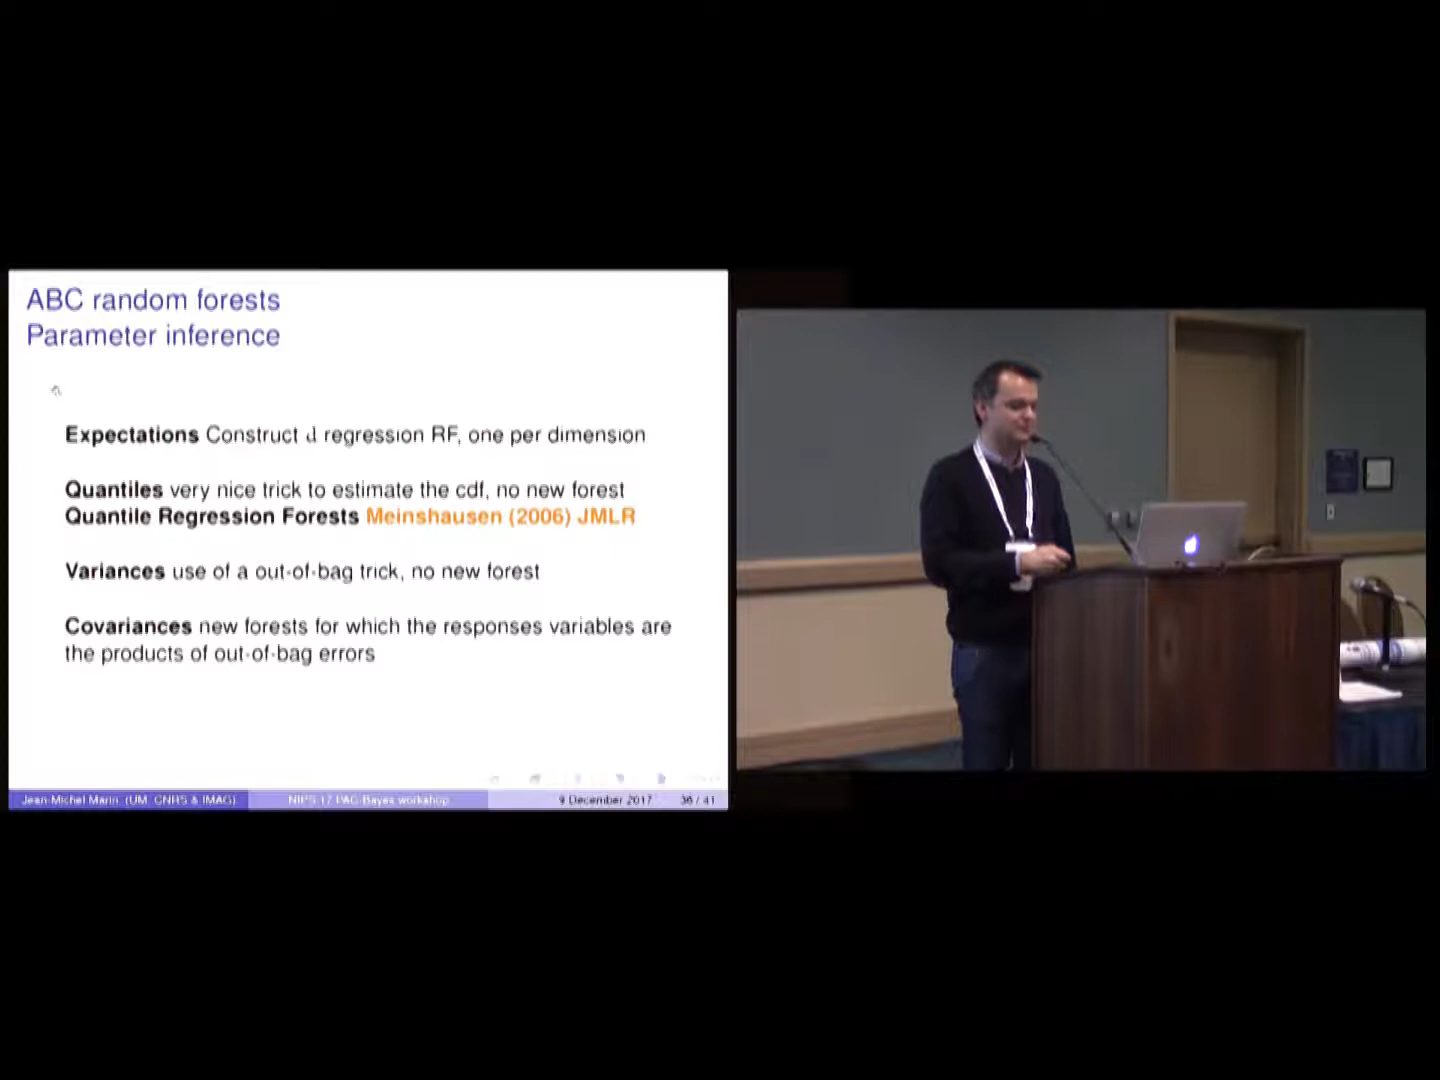 ABC random forests
Parameter inference
Expectations Construct d regression RF, one per dimension
Quantiles very nice trick to estimate the cdf, no new forest
Quantile Regression Forests Meinshausen (2006) JMLR
Variances use of a out-of-bag trick, no new forest
Covariances new forests for which the responses variables are
the products of out-of-bag errors
Jean-Michel Marin (UM, CNRS & IMAG) NIPS 17 PAC-Bayes workshop 9 December 2017 36 / 41